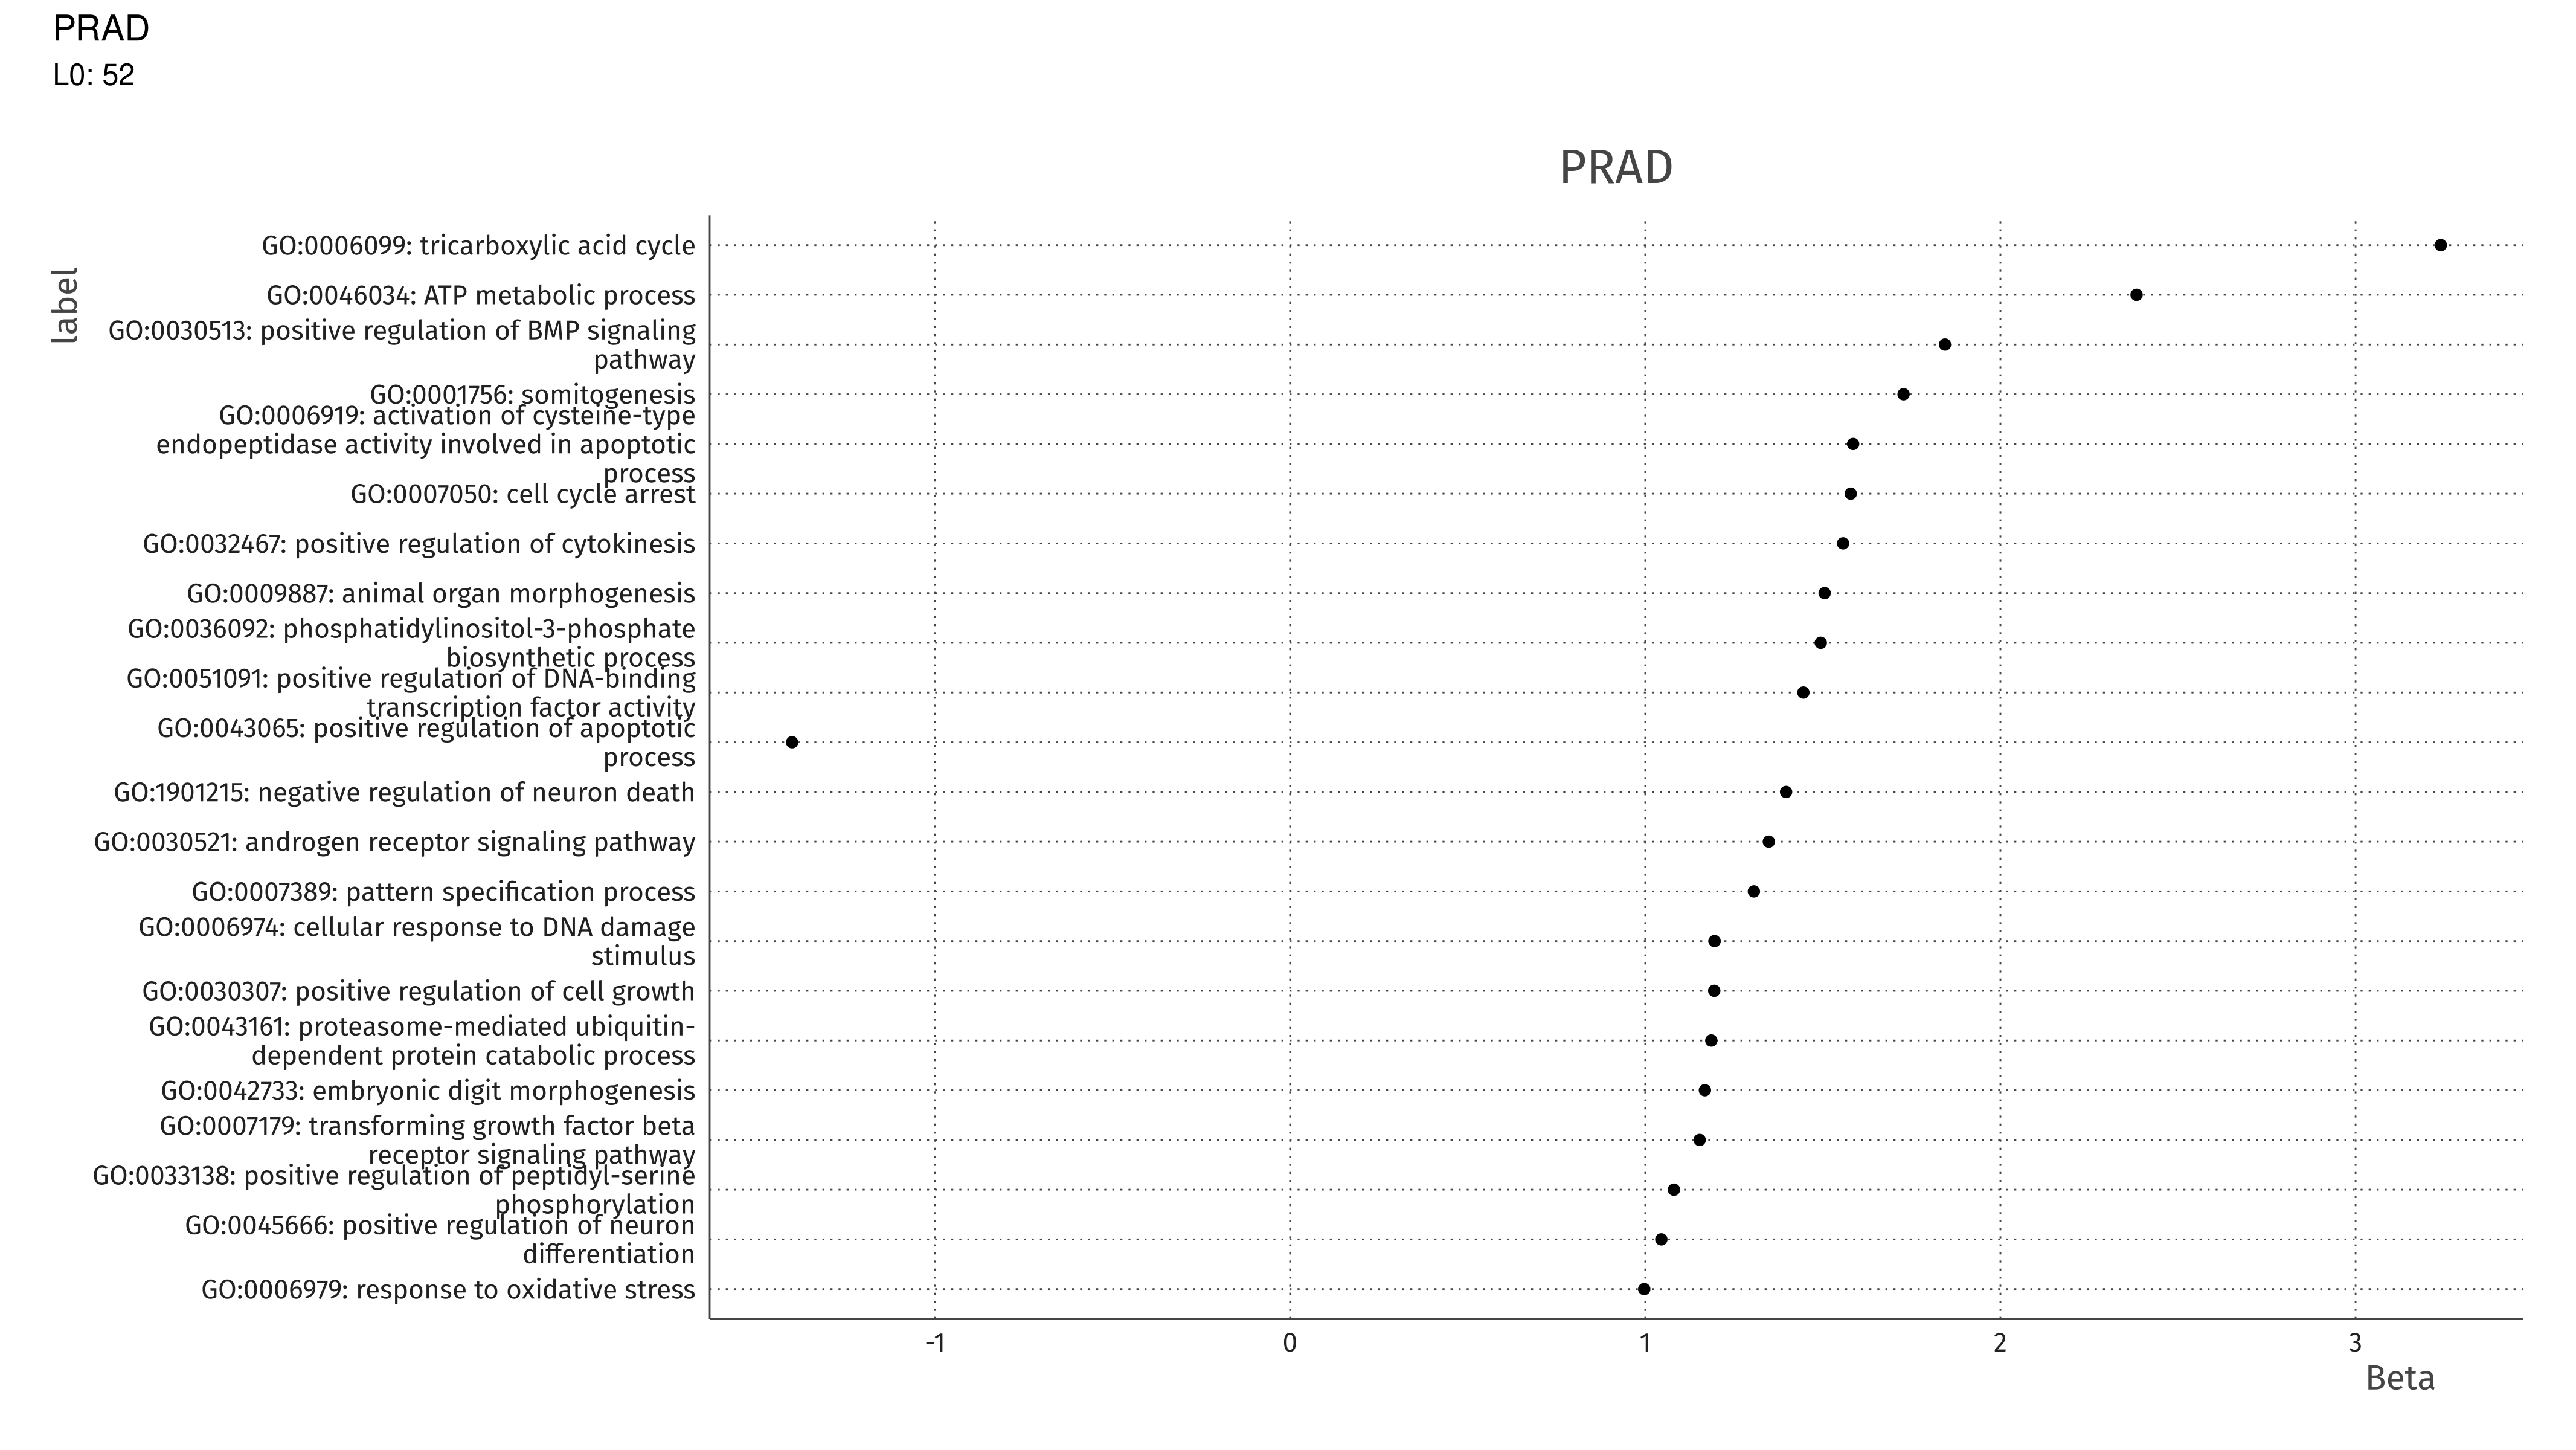 PRAD
L0: 52
PRAD
label
GO:0006099: tricarboxylic acid cycle
GO:0046034: ATP metabolic process
GO:0030513: positive regulation of BMP signaling
pathway
GO:0001756: somitogenesis
GO:0006919: activation of cysteine-type
endopeptidase activity involved in apoptotic
process
GO:0007050: cell cycle arrest
GO:0032467: positive regulation of cytokinesis
GO:0009887: animal organ morphogenesis
GO:0036092: phosphatidylinositol-3-phosphate
biosynthetic process
GO:0051091: positive regulation of DNA-binding
transcription factor activity
GO:0043065: positive regulation of apoptotic
process
GO:1901215: negative regulation of neuron death
GO:0030521: androgen receptor signaling pathway
GO:0007389: pattern specification process
GO:0006974: cellular response to DNA damage
stimulus
GO:0030307: positive regulation of cell growth
GO:0043161: proteasome-mediated ubiquitin-
dependent protein catabolic process
GO:0042733: embryonic digit morphogenesis
GO:0007179: transforming growth factor beta
receptor signaling pathway
GO:0033138: positive regulation of peptidyl-serine
phosphorylation
GO:0045666: positive regulation of neuron
differentiation
GO:0006979: response to oxidative stress
-1 0 1 2 3
Beta